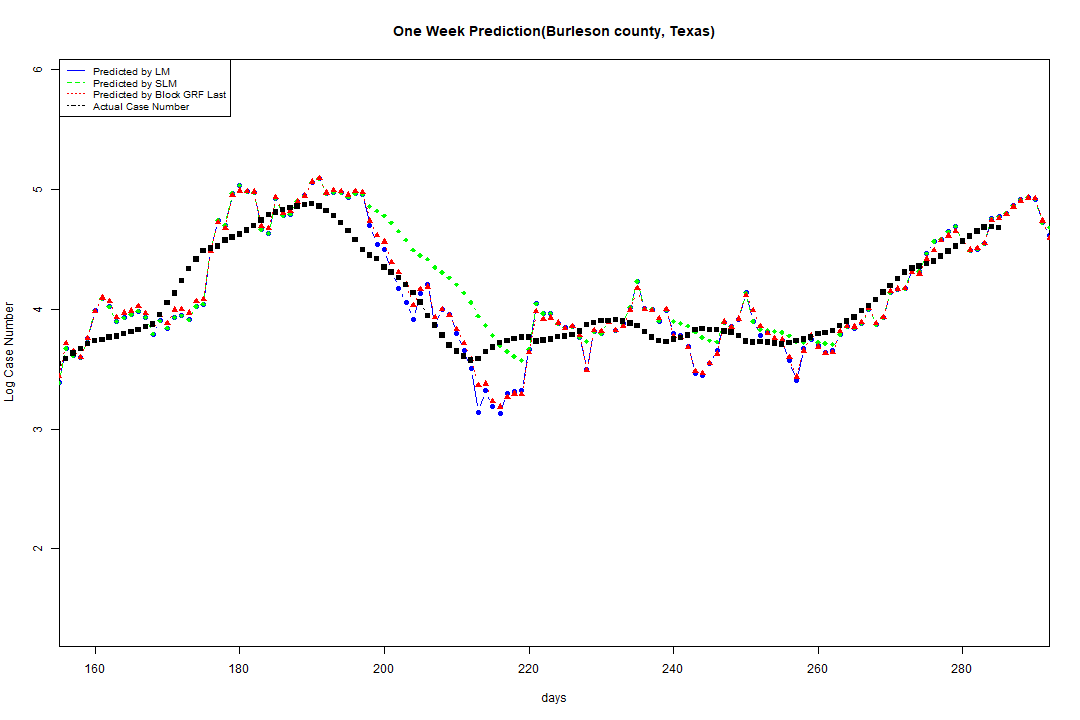 One Week Prediction(Burleson county, Texas)
Predicted by LM
Predicted by SLM
Predicted by Block GRF Last
Actual Case Number
6
5
4
3
2
Log Case Number
160 180 200 220 240 260 280
days